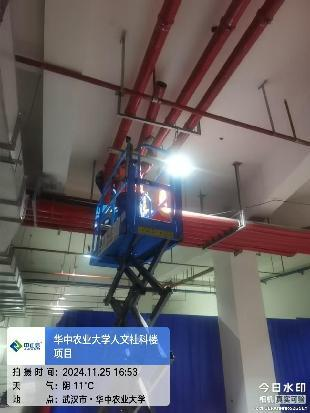 华中农业大学人文社科楼
项目
拍 摄 时 间: 2024.11.25 16:53
天 气: 阴 11°C
地 点: 武汉市·华中农业大学
今日水印
相机 真实可验